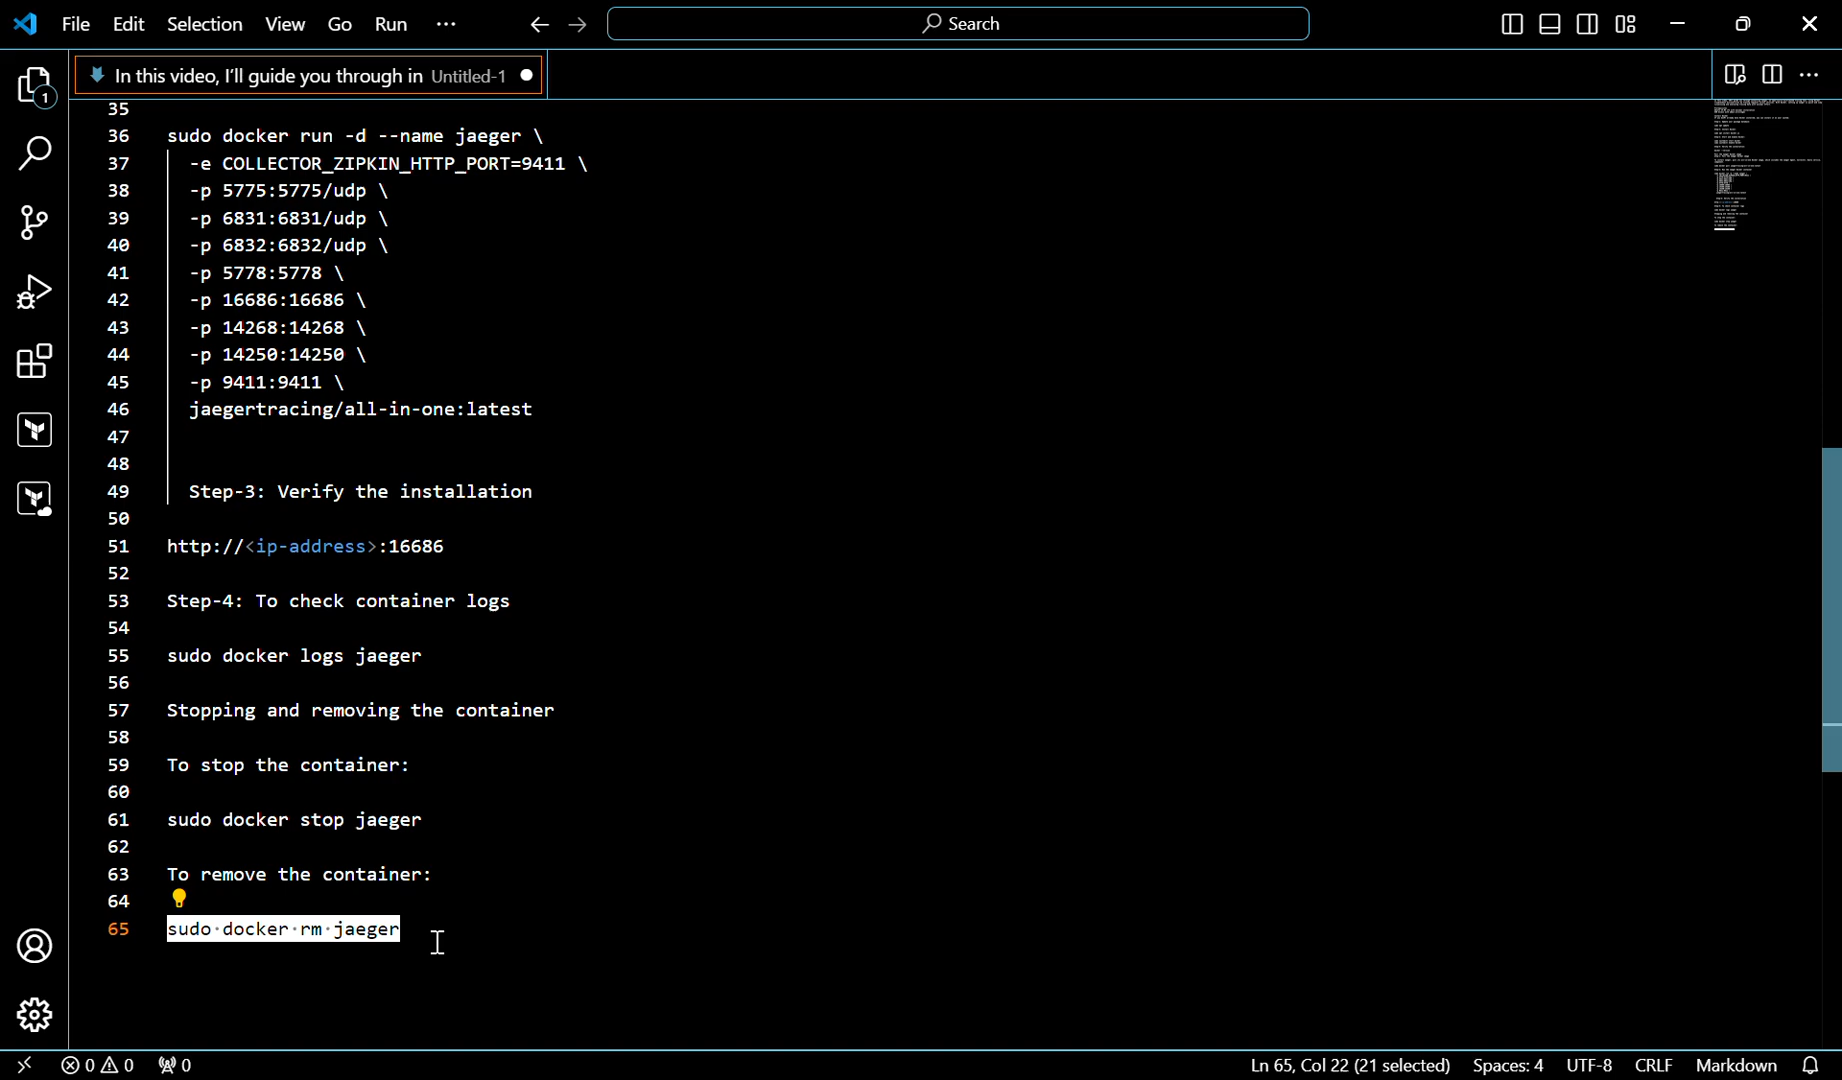 File Edit Selection View Go Run ··· Search
In this video, I'll guide you through in Untitled-1
1
35
36 sudo docker run -d --name jaeger \
37 -e COLLECTOR_ZIPKIN_HTTP_PORT=9411 \
38 -p 5775:5775/udp \
39 -p 6831:6831/udp \
40 -p 6832:6832/udp \
41 -p 5778:5778 \
42 -p 16686:16686 \
43 -p 14268:14268 \
44 -p 14250:14250 \
45 -p 9411:9411 \
46 jaegertracing/all-in-one:latest
47
48
49 Step-3: Verify the installation
50
51 http://<ip-address>:16686
52
53 Step-4: To check container logs
54
55 sudo docker logs jaeger
56
57 Stopping and removing the container
58
59 To stop the container:
60
61 sudo docker stop jaeger
62
63 To remove the container:
64
65 sudo·docker·rm·jaeger
0 0 0 Ln 65, Col 22 (21 selected) Spaces: 4 UTF-8 CRLF Markdown